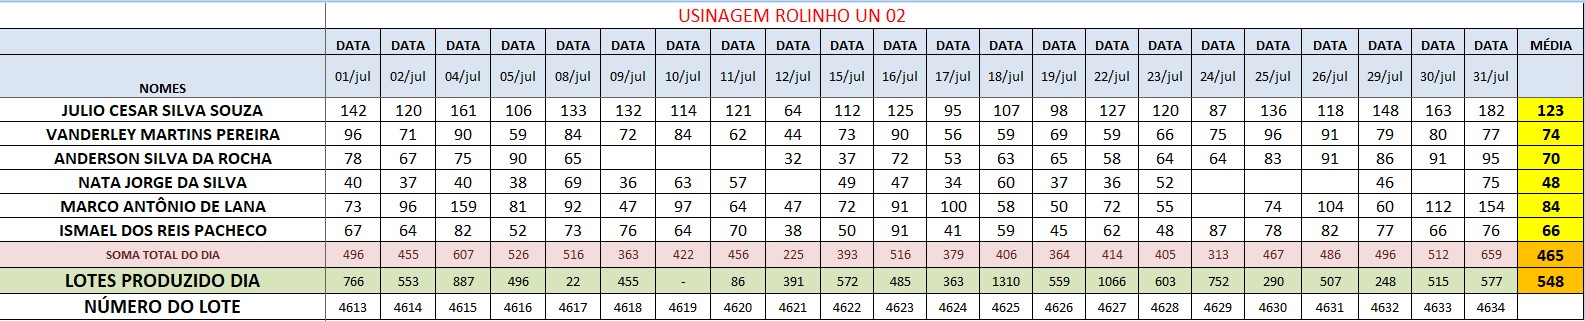 USINAGEM ROLINHO UN 02
DATA DATA DATA DATA DATA DATA DATA DATA DATA DATA DATA DATA DATA DATA DATA DATA DATA DATA DATA DATA DATA DATA MÉDIA
NOMES 01/jul 02/jul 04/jul 05/jul 08/jul 09/jul 10/jul 11/jul 12/jul 15/jul 16/jul 17/jul 18/jul 19/jul 22/jul 23/jul 24/jul 25/jul 26/jul 29/jul 30/jul 31/jul
JULIO CESAR SILVA SOUZA 142 120 161 106 133 132 114 121 64 112 125 95 107 98 127 120 87 136 118 148 163 182 123
VANDERLEY MARTINS PEREIRA 96 71 90 59 84 72 84 62 44 73 90 56 59 69 59 66 75 96 91 79 80 77 74
ANDERSON SILVA DA ROCHA 78 67 75 90 65 32 37 72 53 63 65 58 64 64 83 91 86 91 95 70
NATA JORGE DA SILVA 40 37 40 38 69 36 63 57 49 47 34 60 37 36 52 46 75 48
MARCO ANTÔNIO DE LANA 73 96 159 81 92 47 97 64 47 72 91 100 58 50 72 55 74 104 60 112 154 84
ISMAEL DOS REIS PACHECO 67 64 82 52 73 76 64 70 38 50 91 41 59 45 62 48 87 78 82 77 66 76 66
SOMA TOTAL DO DIA 496 455 607 526 516 363 422 456 225 393 516 379 406 364 414 405 313 467 486 496 512 659 465
LOTES PRODUZIDO DIA 766 553 887 496 22 455 - 86 391 572 485 363 1310 559 1066 603 752 290 507 248 515 577 548
NÚMERO DO LOTE 4613 4614 4615 4616 4617 4618 4619 4620 4621 4622 4623 4624 4625 4626 4627 4628 4629 4630 4631 4632 4633 4634